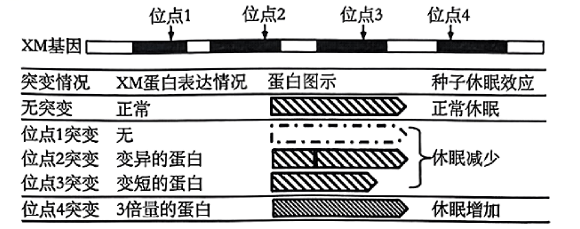 位点1 位点2 位点3 位点4
XM基因
突变情况 XM蛋白表达情况 蛋白图示 种子休眠效应
无突变 正常 正常休眠
位点1突变 无
位点2突变 变异的蛋白 休眠减少
位点3突变 变短的蛋白
位点4突变 3倍量的蛋白 休眠增加